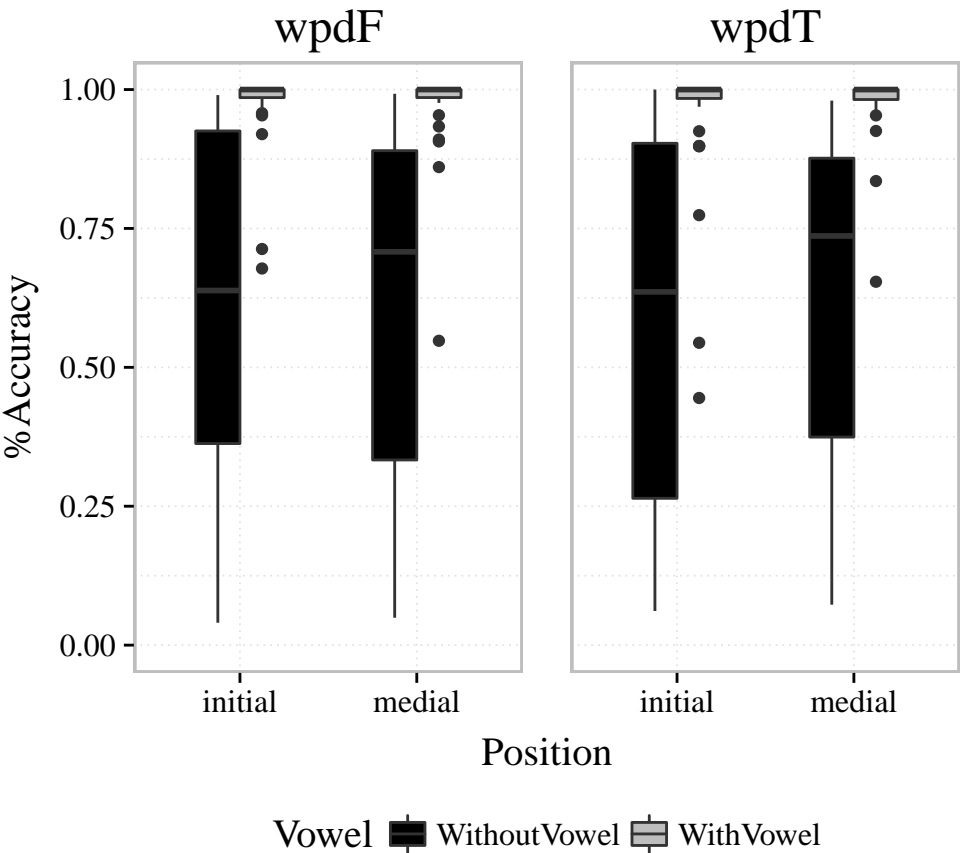 wpdF wpdT
%Accuracy
1.00
0.75
0.50
0.25
0.00
initial medial initial medial
Position
Vowel WithoutVowel WithVowel